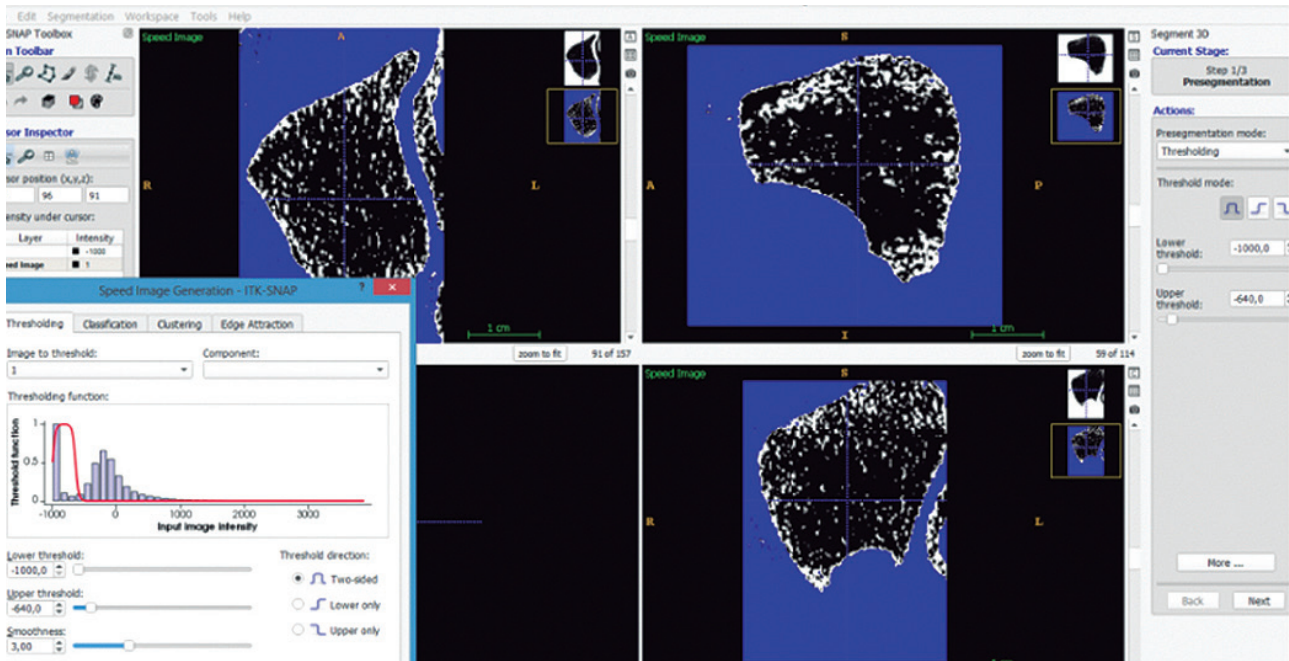 Edit Segmentation Workspace Tools Help
SNAP Toolbox
Toolbar
Inspector
position (x,y,z):
96 91
under cursor:
Layer Intensity
-1000
Image 1
Speed Image
A
R
L
1 cm
zoom to fit 91 of 157
Speed Image
S
A
P
I
1 cm
zoom to fit 59 of 114
Speed Image
S
R
L
Segment 3D
Current Stage:
Step 1/3
Presegmentation
Actions:
Presegmentation mode:
Thresholding
Threshold mode:
Lower
threshold:
-1000,0
Upper
threshold:
-640,0
More ...
Back Next
Speed Image Generation - ITK-SNAP ? ×
Thresholding Classification Clustering Edge Attraction
Image to threshold: Component:
1
Thresholding function:
Threshold function
1
0.5
0
-1000 0 1000 2000 3000
Input image intensity
Lower threshold:
-1000,0
Upper threshold:
-640,0
Smoothness:
3,00
Threshold direction:
Two-sided
Lower only
Upper only